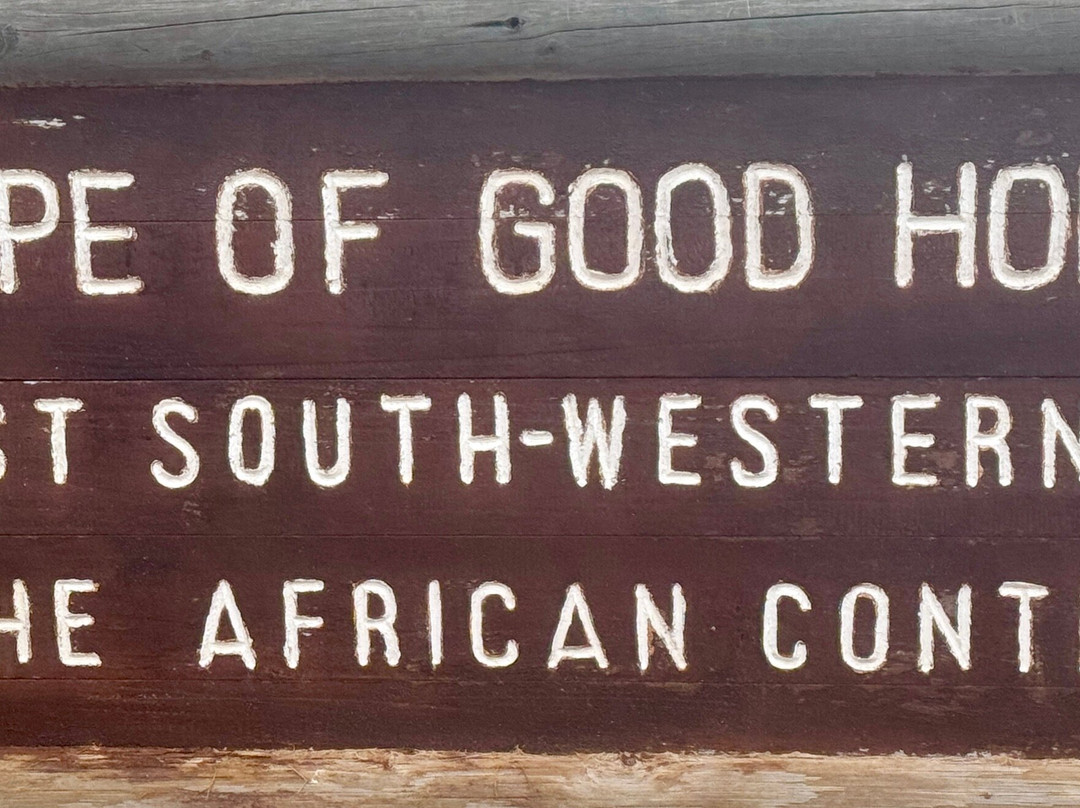 PE OF GOOD HO
ST SOUTH-WESTERN
HE AFRICAN CONT